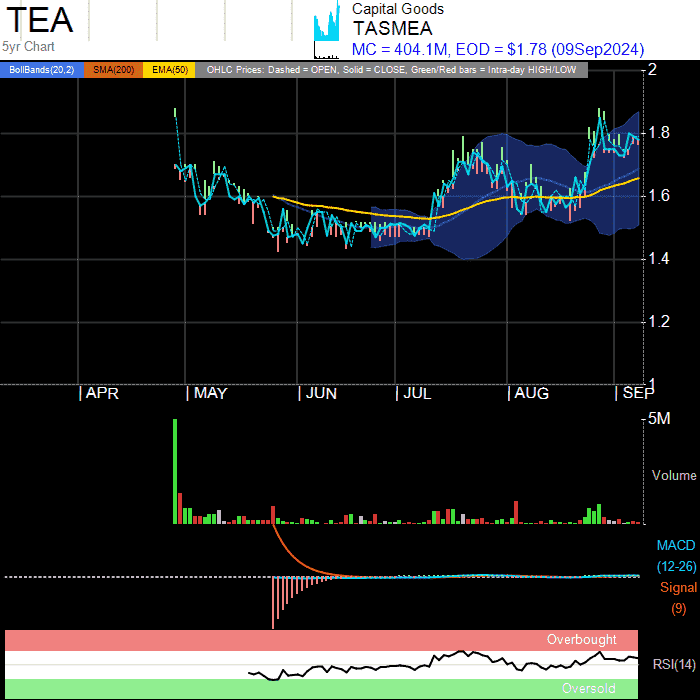 TEA
5yr Chart
Capital Goods
TASMEA
MC = 404.1M, EOD = $1.78 (09Sep2024)
BollBands(20,2) SMA(200) EMA(50) OHLC Prices: Dashed = OPEN, Solid = CLOSE, Green/Red bars = Intra-day HIGH/LOW
2
1.8
1.6
1.4
1.2
1
APR MAY JUN JUL AUG SEP
5M
Volume
MACD
(12-26)
Signal
(9)
Overbought
RSI(14)
Oversold